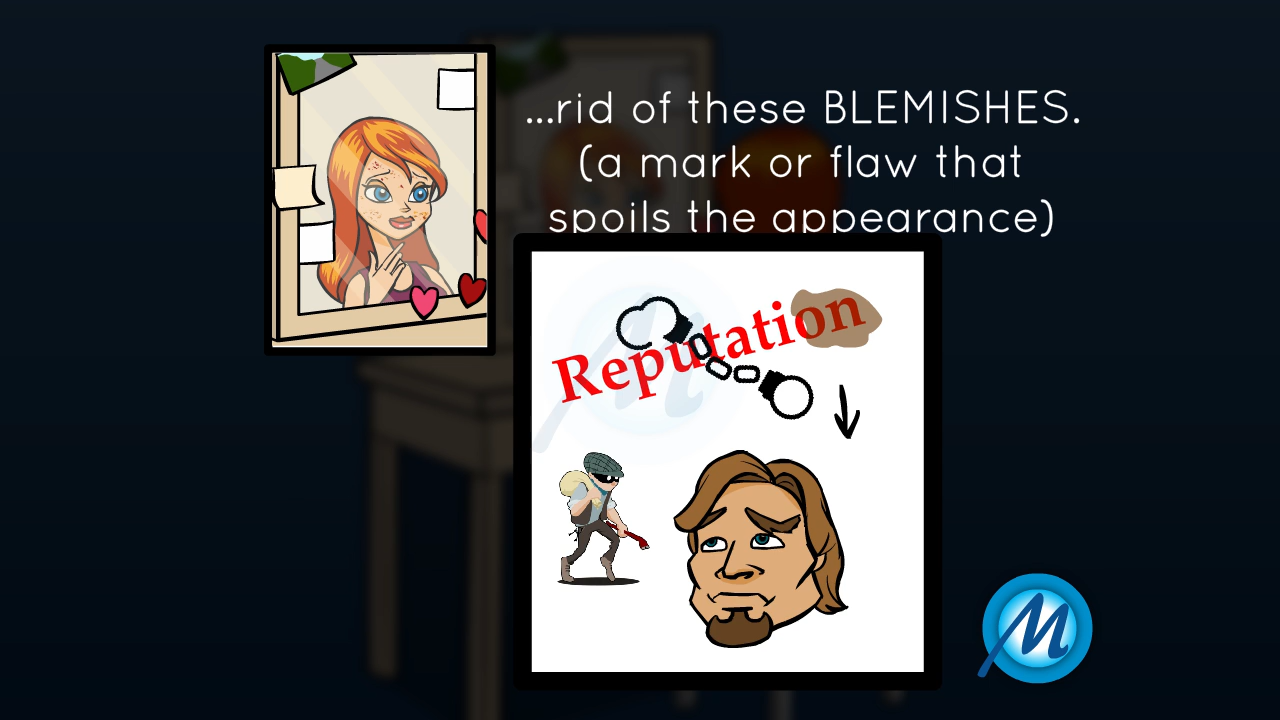 ...rid of these BLEMISHES.
(a mark or flaw that
spoils the appearance)
Reputation
M